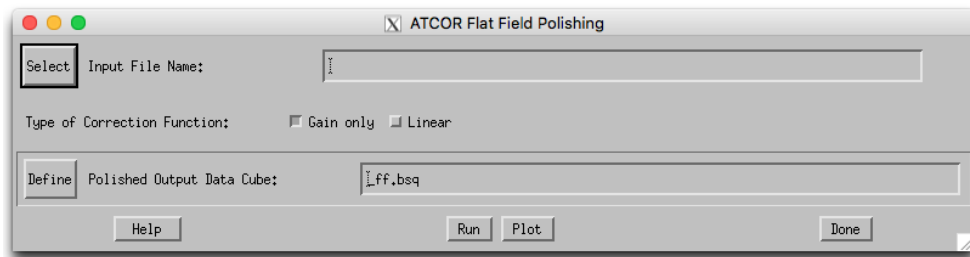 ATCOR Flat Field Polishing
Select Input File Name:
Type of Correction Function: Gain only Linear
Define Polished Output Data Cube: _ff.bsq
Help Run Plot Done